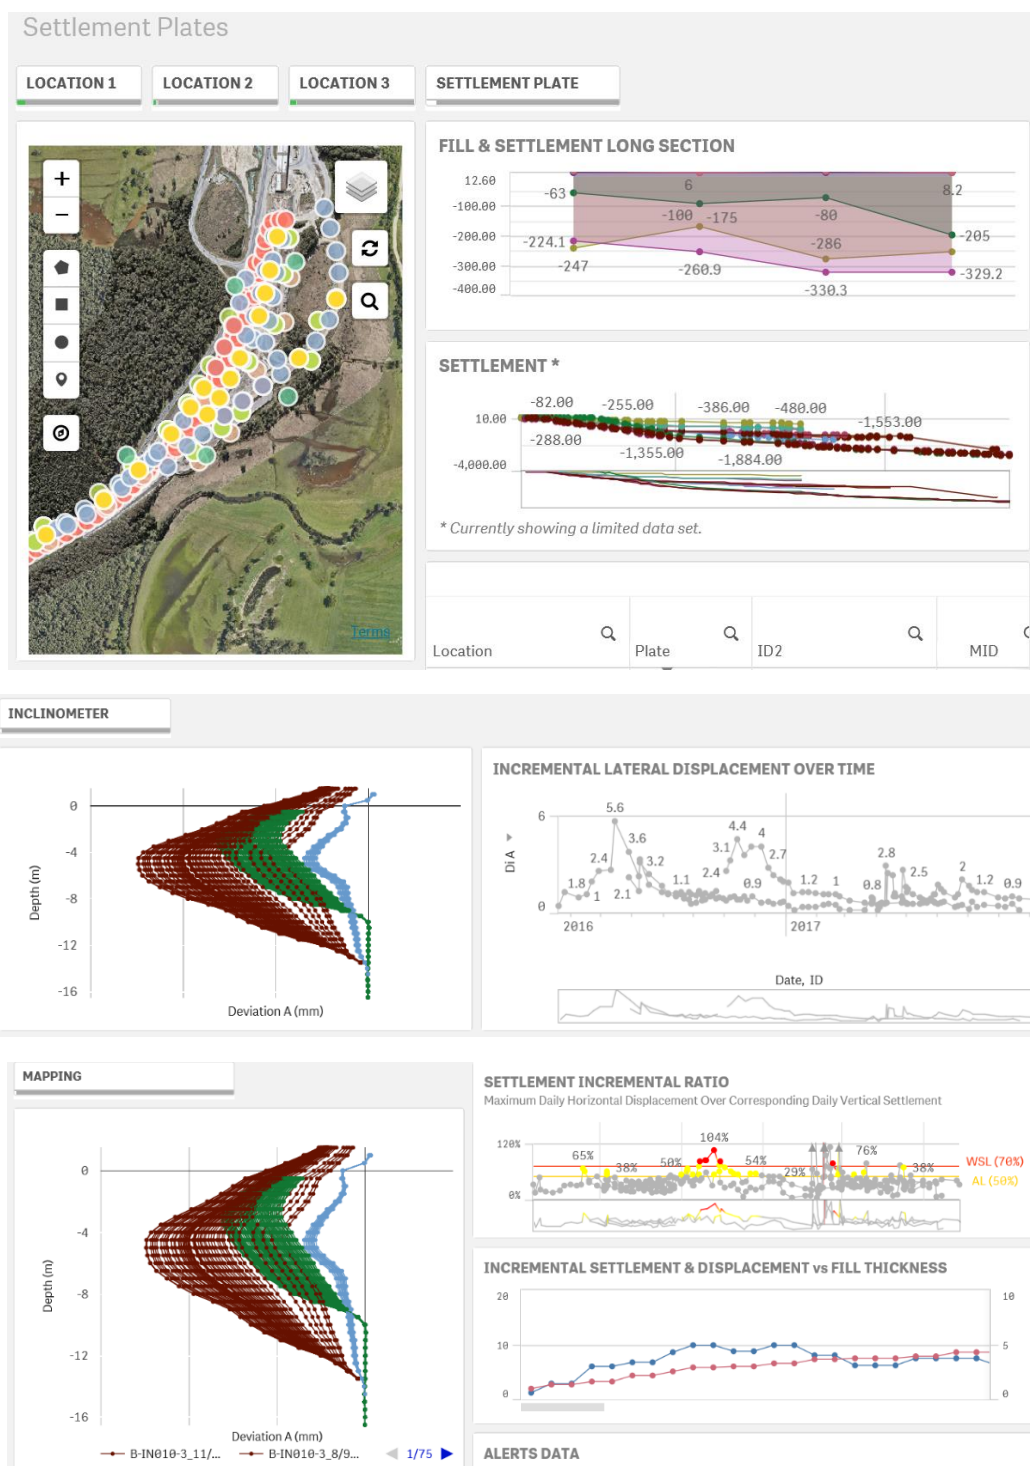 Settlement Plates
LOCATION 1
LOCATION 2
LOCATION 3
SETTLEMENT PLATE
+
−
Terms
FILL & SETTLEMENT LONG SECTION
12.60
-100.00
-200.00
-300.00
-400.00
-63
6
8.2
-100
-175
-80
-205
-224.1
-286
-247
-260.9
-329.2
-330.3
SETTLEMENT *
10.00
-4,000.00
-82.00
-255.00
-386.00
-480.00
-1,553.00
-288.00
-1,355.00
-1,884.00
* Currently showing a limited data set.
Location
Plate
ID2
MID
INCLINOMETER
0
-4
-8
-12
-16
Depth (m)
Deviation A (mm)
INCREMENTAL LATERAL DISPLACEMENT OVER TIME
6
0
Di A
5.6
3.6
2.4
3.2
1.8
1
2.1
1.1
2.4
3.1
4.4
4
2.7
0.9
1.2
1
0.8
2.8
2.5
2
1.2
0.9
2016
2017
Date, ID
MAPPING
0
-4
-8
-12
-16
Depth (m)
Deviation A (mm)
B-IN010-3_11/...
B-IN010-3_8/9...
1/75
SETTLEMENT INCREMENTAL RATIO
Maximum Daily Horizontal Displacement Over Corresponding Daily Vertical Settlement
120%
0%
65%
38%
50%
104%
54%
29%
76%
38%
WSL (70%)
AL (50%)
INCREMENTAL SETTLEMENT & DISPLACEMENT vs FILL THICKNESS
20
10
0
10
5
0
ALERTS DATA